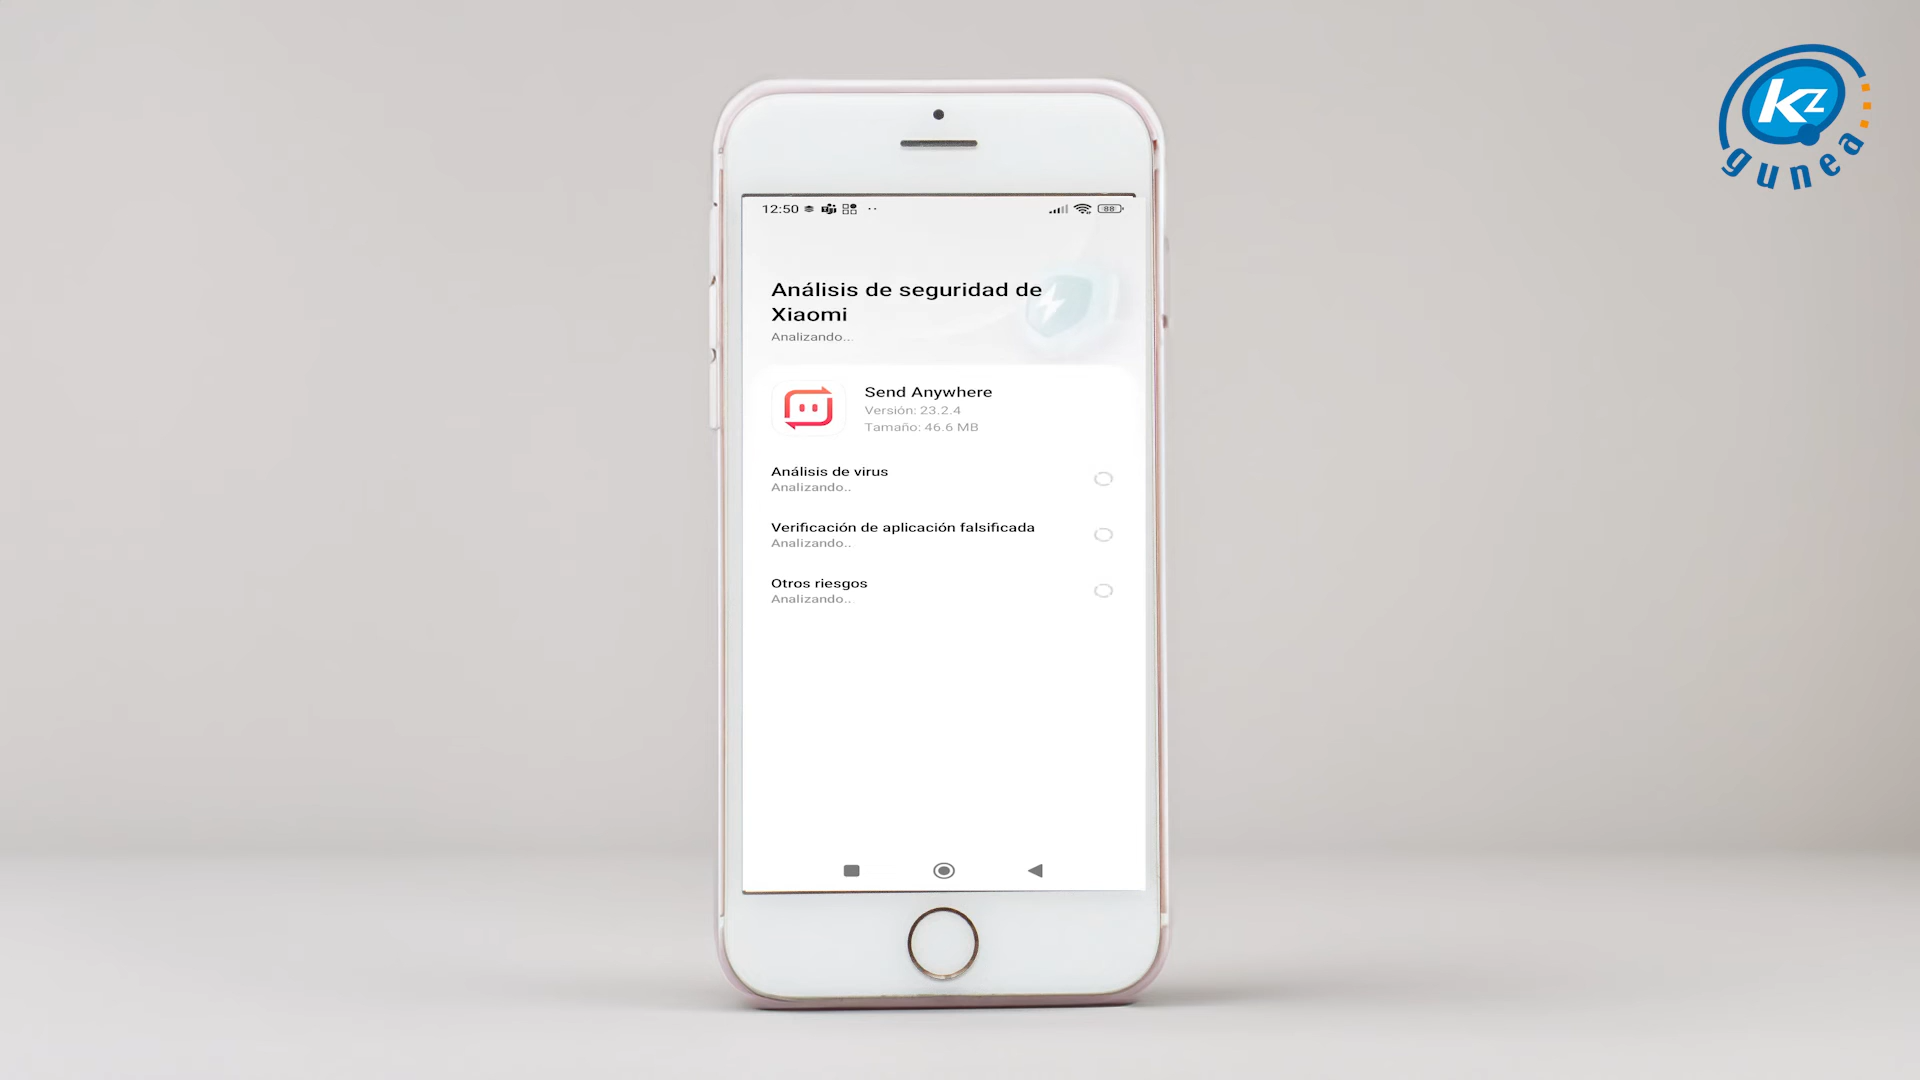 Kz
gunea
12:50
88
Análisis de seguridad de
Xiaomi
Analizando...
Send Anywhere
Versión: 23.2.4
Tamaño: 46.6 MB
Análisis de virus
Analizando..
Verificación de aplicación falsificada
Analizando..
Otros riesgos
Analizando..